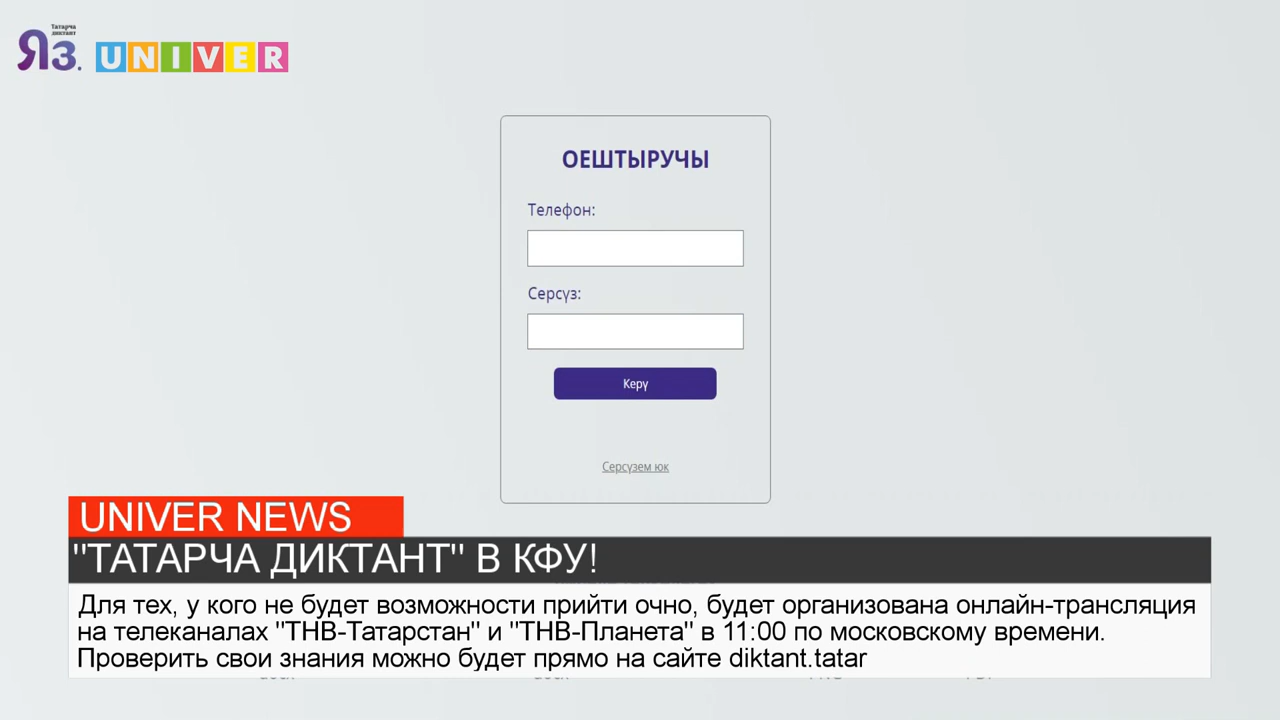 Татарча
диктант
Яз.
UNIVER
ОЕШТЫРУЧЫ
Телефон:
Серсүз:
Керү
Серсүзем юк
UNIVER NEWS
"ТАТАРЧА ДИКТАНТ" В КФУ!
Для тех, у кого не будет возможности прийти очно, будет организована онлайн-трансляция
на телеканалах "ТНВ-Татарстан" и "ТНВ-Планета" в 11:00 по московскому времени.
Проверить свои знания можно будет прямо на сайте diktant.tatar